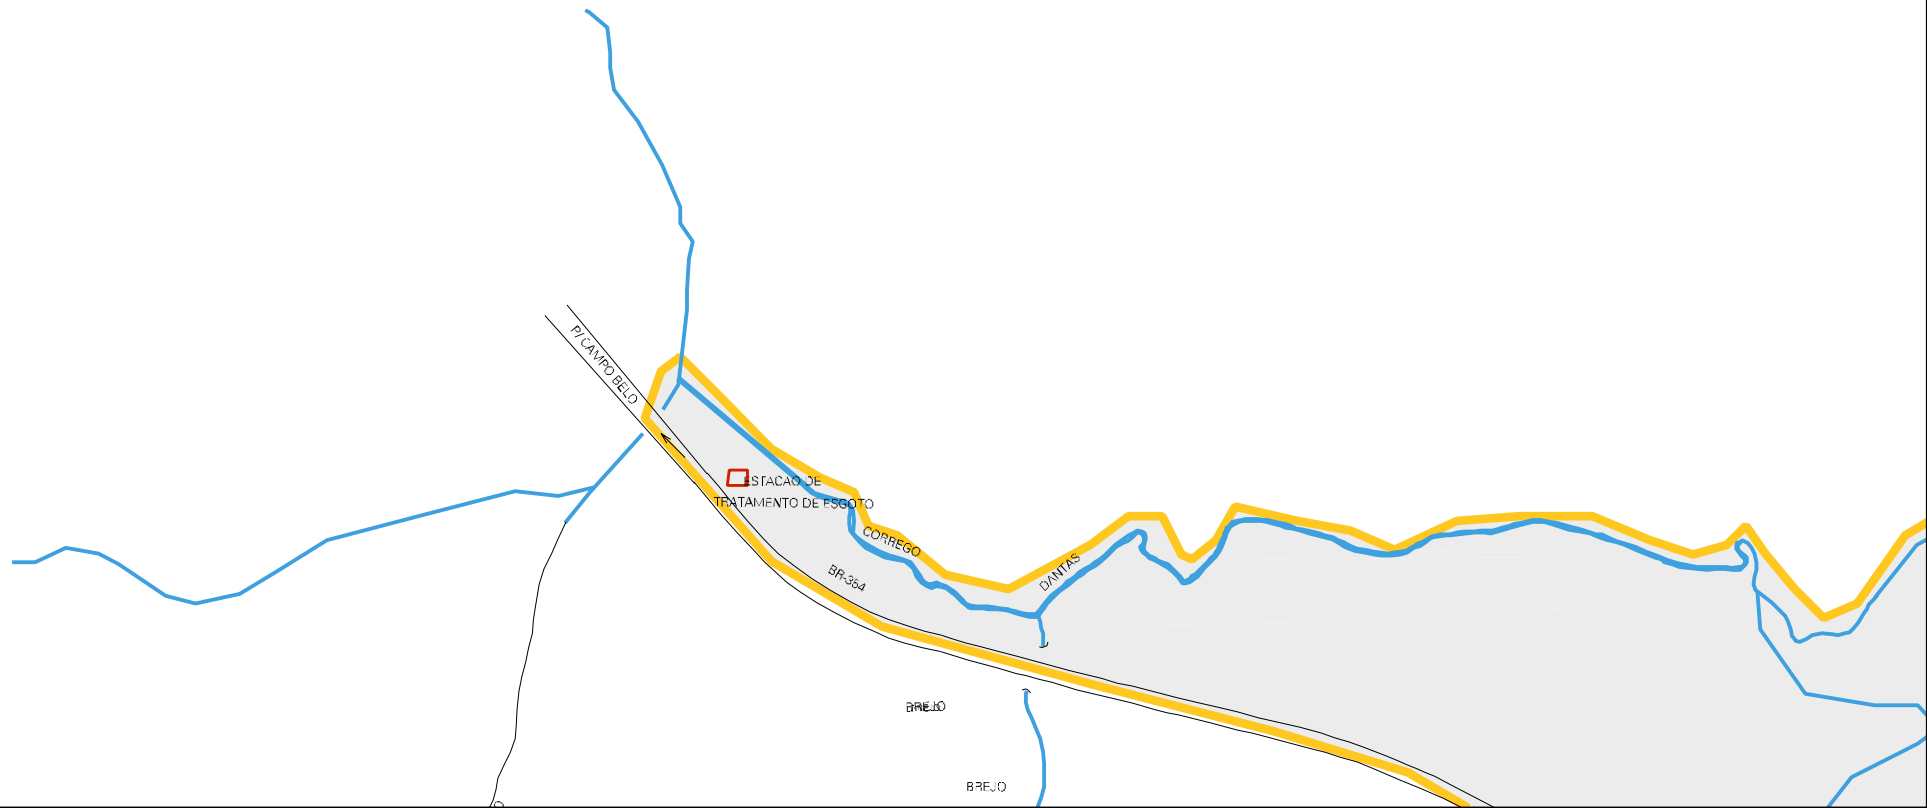 P/ CAMPO BELO
ESTACAO DE
TRATAMENTO DE ESGOTO
CORREGO
DANTAS
BR-354
BREJO
BREJO